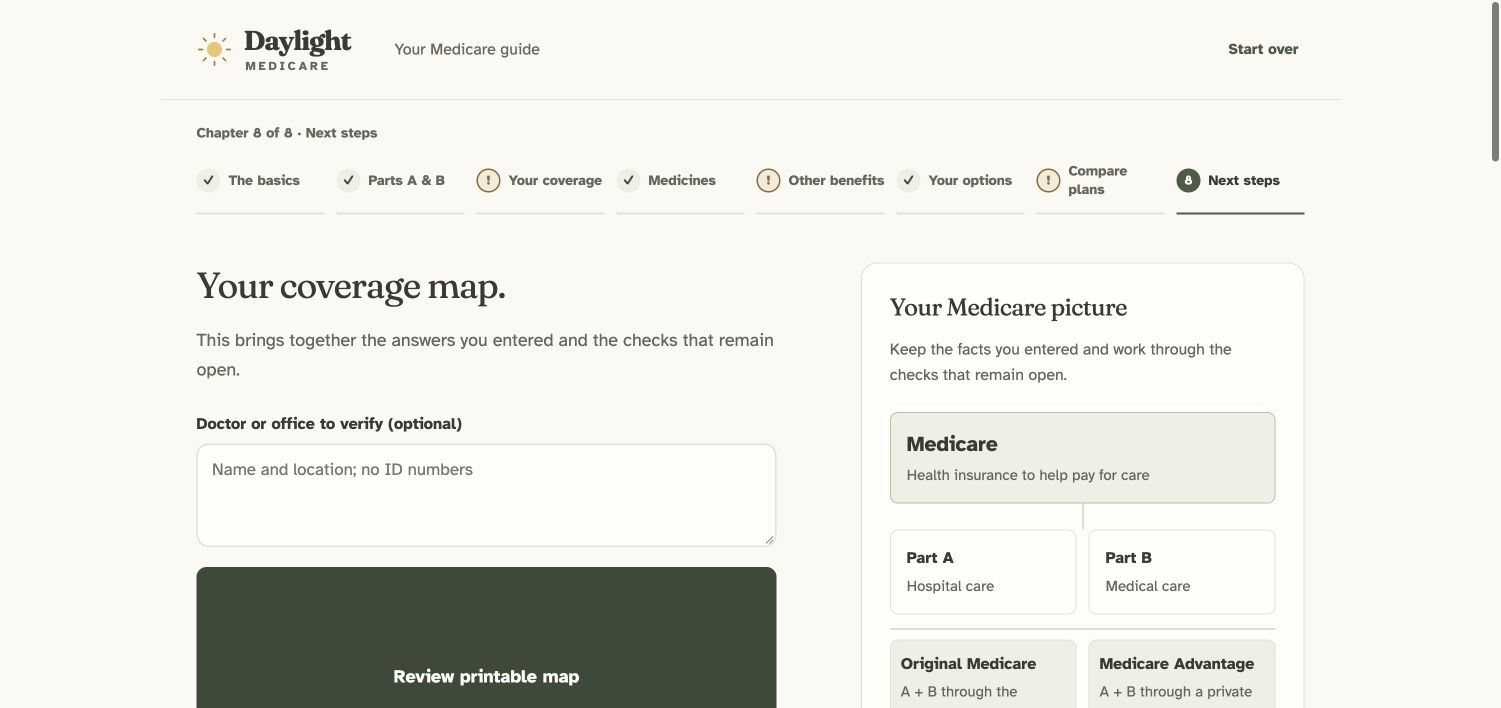 Daylight
MEDICARE
Your Medicare guide
Start over
Chapter 8 of 8 · Next steps
The basics
Parts A & B
! Your coverage
Medicines
! Other benefits
Your options
! Compare
plans
8 Next steps
Your coverage map.
This brings together the answers you entered and the checks that remain
open.
Doctor or office to verify (optional)
Name and location; no ID numbers
Review printable map
Your Medicare picture
Keep the facts you entered and work through the
checks that remain open.
Medicare
Health insurance to help pay for care
Part A
Hospital care
Part B
Medical care
Original Medicare
A + B through the
Medicare Advantage
A + B through a private